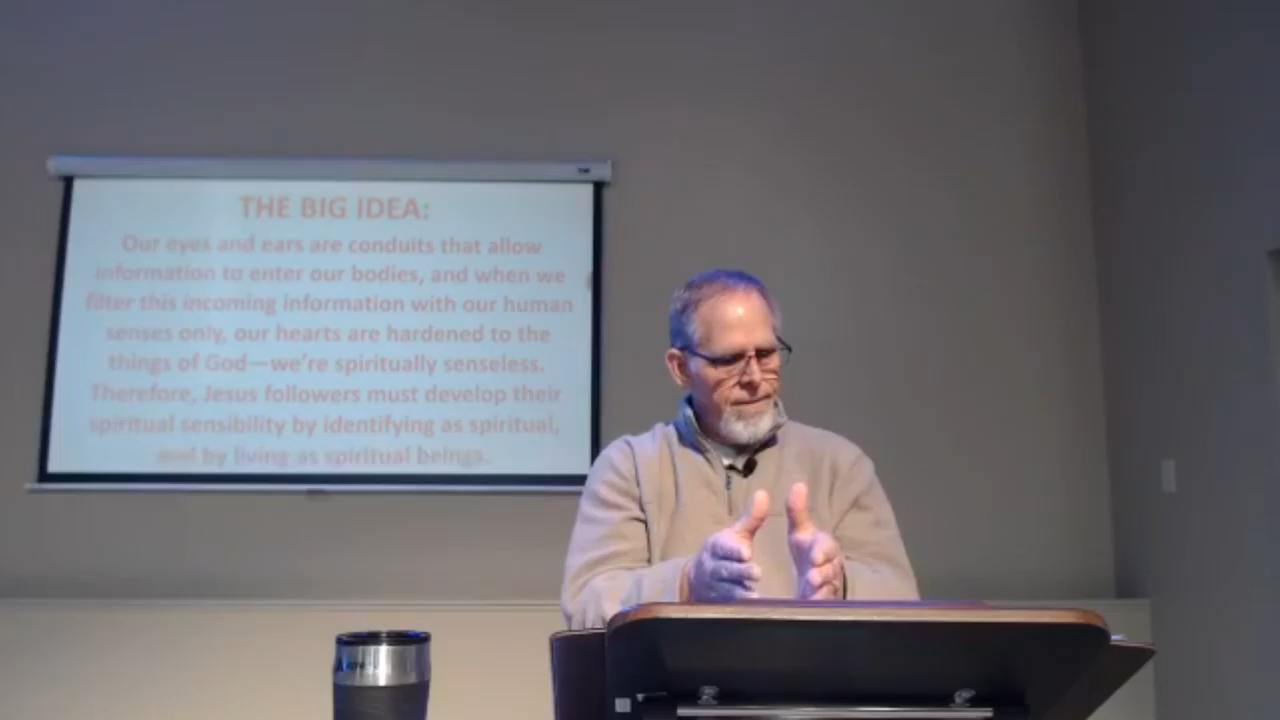 THE BIG IDEA:
Our eyes and ears are conduits that allow
information to enter our bodies, and when we
filter this incoming information with our human
senses only, our hearts are hardened to the
things of God—we're spiritually senseless.
Therefore, Jesus followers must develop their
spiritual sensibility by identifying as spiritual,
and by living as spiritual beings.